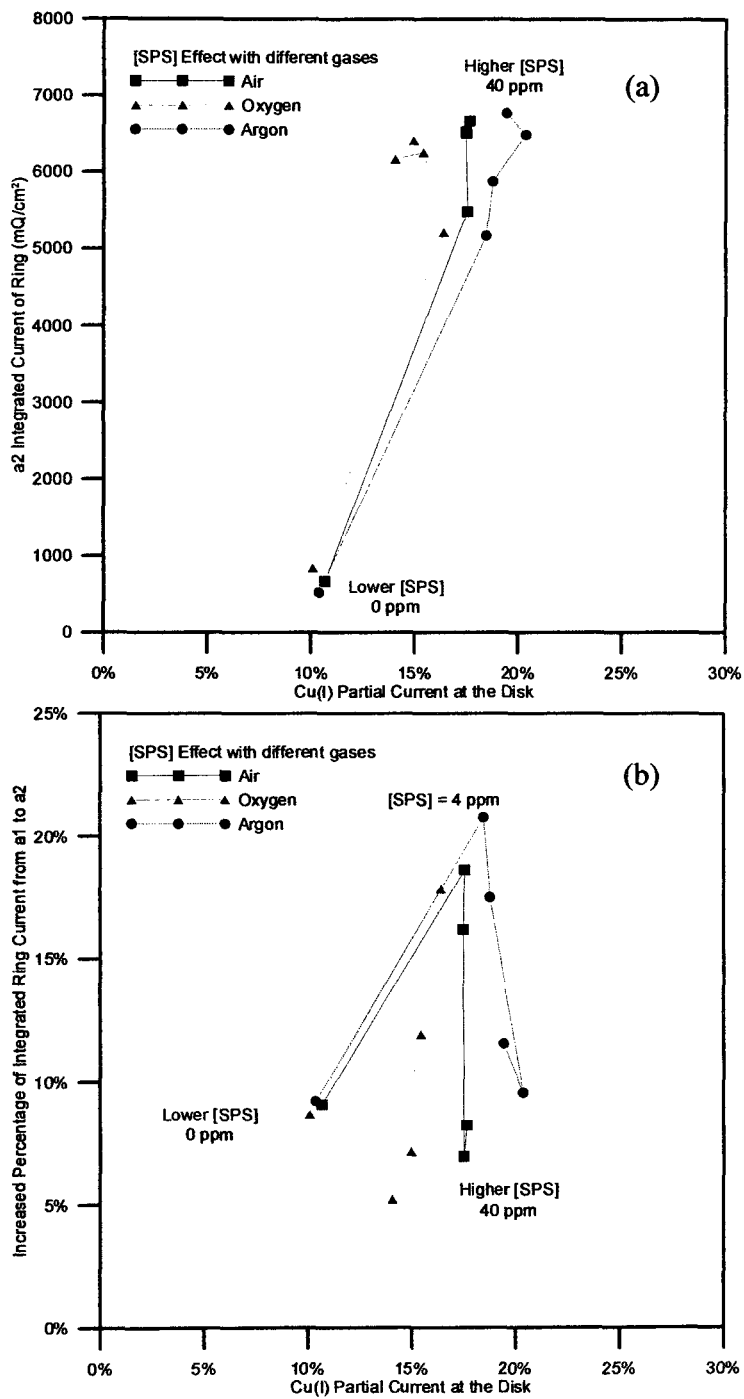 8000
[SPS] Effect with different gases
Air
Oxygen
Argon
Higher [SPS]
40 ppm
(a)
7000
6000
5000
4000
3000
2000
1000
0
a2 Integrated Current of Ring (mQ/cm²)
Lower [SPS]
0 ppm
0% 5% 10% 15% 20% 25% 30%
Cu(I) Partial Current at the Disk
25%
[SPS] Effect with different gases
Air
Oxygen
Argon
[SPS] = 4 ppm
(b)
20%
15%
10%
5%
0%
Increased Percentage of Integrated Ring Current from a1 to a2
Lower [SPS]
0 ppm
Higher [SPS]
40 ppm
0% 5% 10% 15% 20% 25% 30%
Cu(I) Partial Current at the Disk